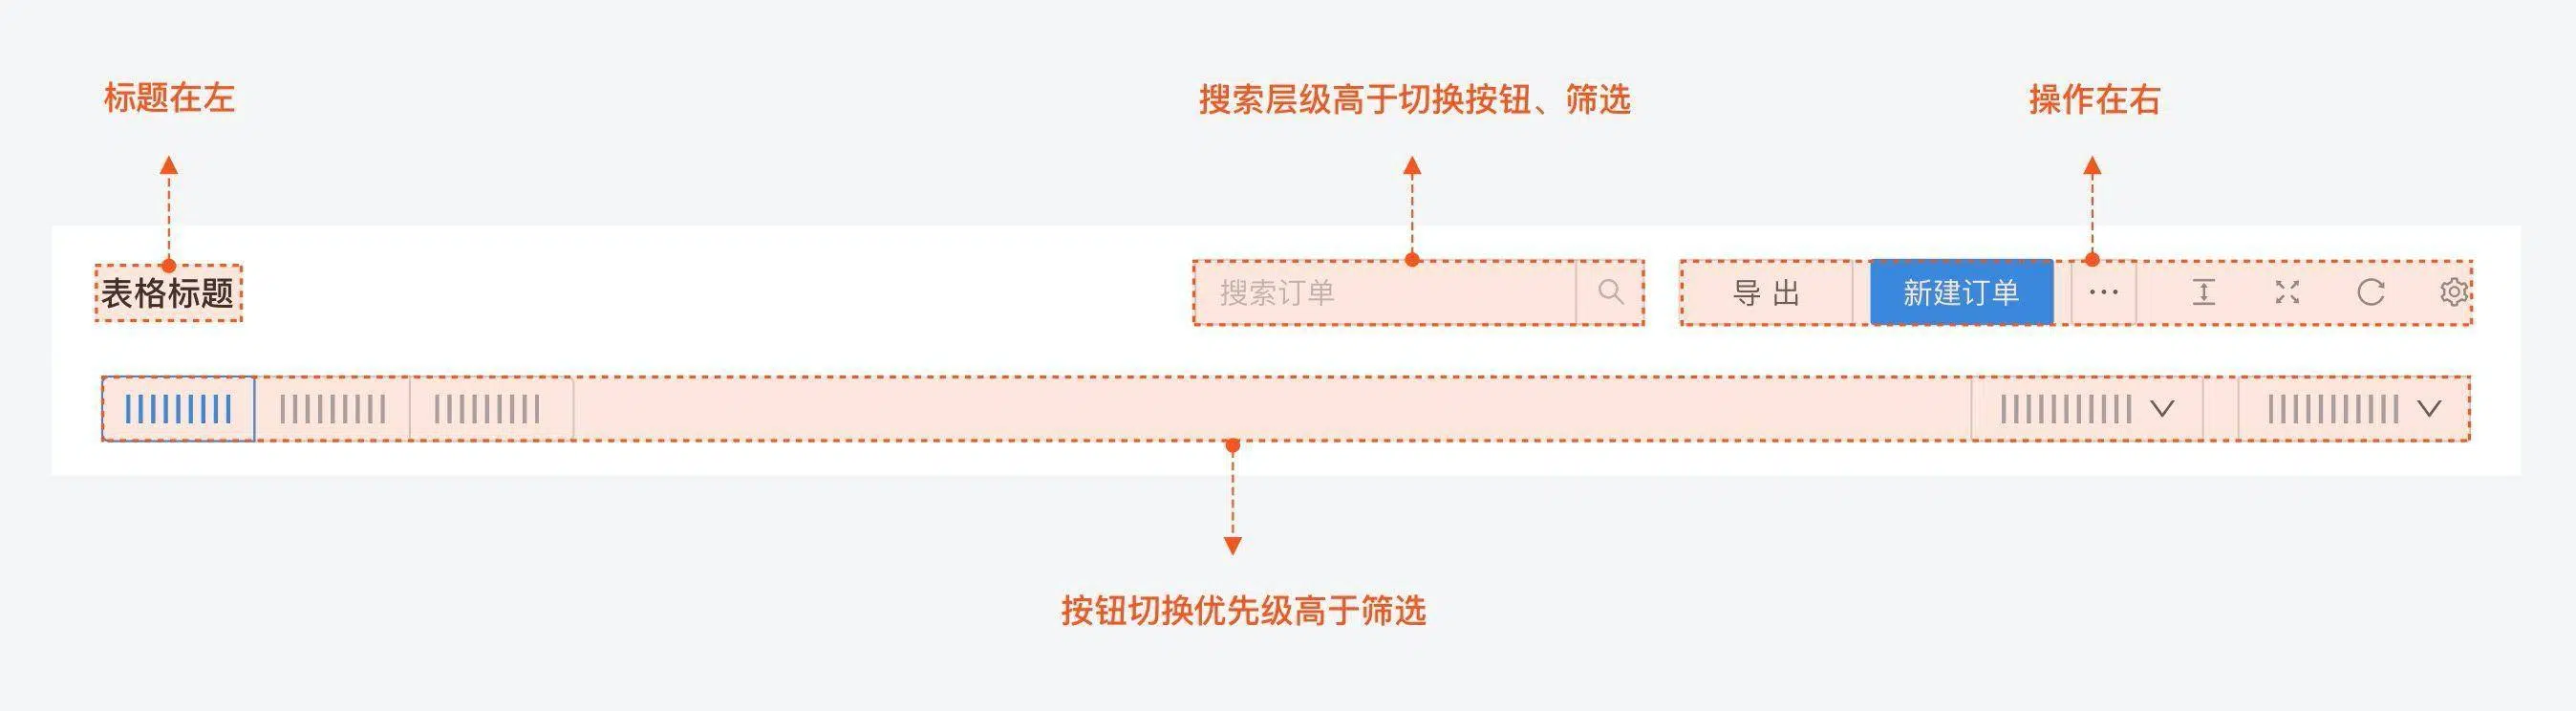 标题在左
搜索层级高于切换按钮、筛选
操作在右
表格标题
搜索订单
导 出
新建订单
按钮切换优先级高于筛选